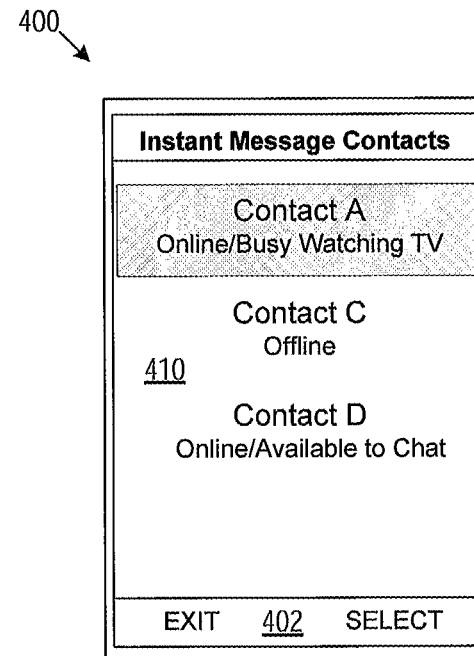 400
Instant Message Contacts
Contact A
Online/Busy Watching TV
Contact C
Offline
410
Contact D
Online/Available to Chat
EXIT 402 SELECT